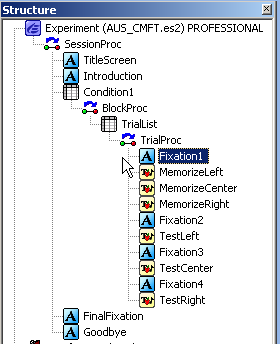 Structure
Experiment (AUS_CMFT.es2) PROFESSIONAL
SessionProc
TitleScreen
Introduction
Condition1
BlockProc
TrialList
TrialProc
Fixation1
MemorizeLeft
MemorizeCenter
MemorizeRight
Fixation2
TestLeft
Fixation3
TestCenter
Fixation4
TestRight
FinalFixation
Goodbye